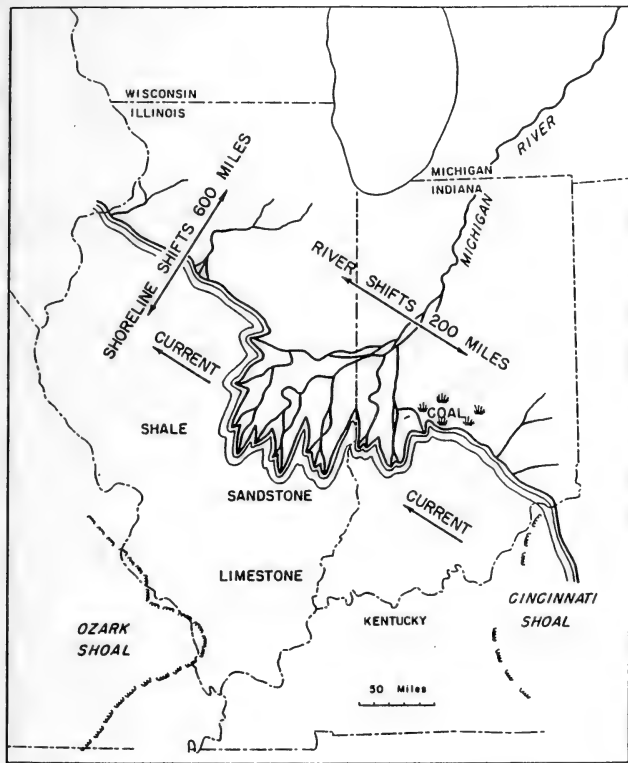 WISCONSIN
ILLINOIS
MICHIGAN
INDIANA
RIVER
MICHIGAN
SHORELINE SHIFTS 600 MILES
RIVER SHIFTS 200 MILES
CURRENT
COAL
SHALE
SANDSTONE
CURRENT
LIMESTONE
KENTUCKY
OZARK
SHOAL
CINCINNATI
SHOAL
50 Miles